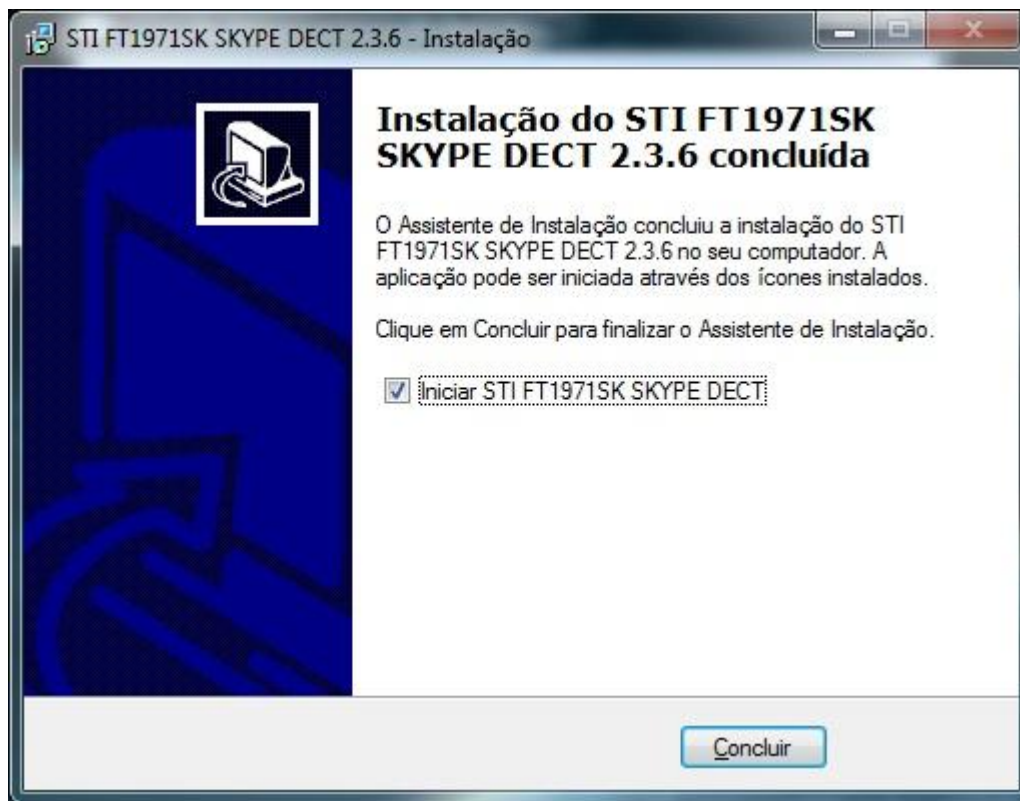 STI FT1971SK SKYPE DECT 2.3.6 - Instalação
Instalação do STI FT1971SK
SKYPE DECT 2.3.6 concluída
O Assistente de Instalação concluiu a instalação do STI
FT1971SK SKYPE DECT 2.3.6 no seu computador. A
aplicação pode ser iniciada através dos ícones instalados.
Clique em Concluir para finalizar o Assistente de Instalação.
Iniciar STI FT1971SK SKYPE DECT
Concluir